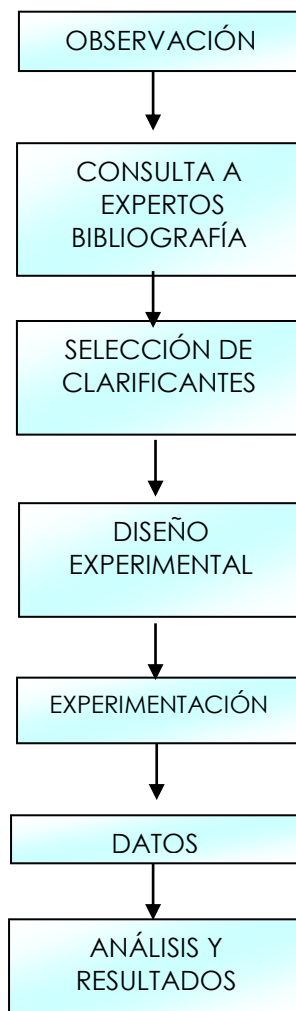 OBSERVACIÓN
CONSULTA A
EXPERTOS
BIBLIOGRAFÍA
SELECCIÓN DE
CLARIFICANTES
DISEÑO
EXPERIMENTAL
EXPERIMENTACIÓN
DATOS
ANÁLISIS Y
RESULTADOS